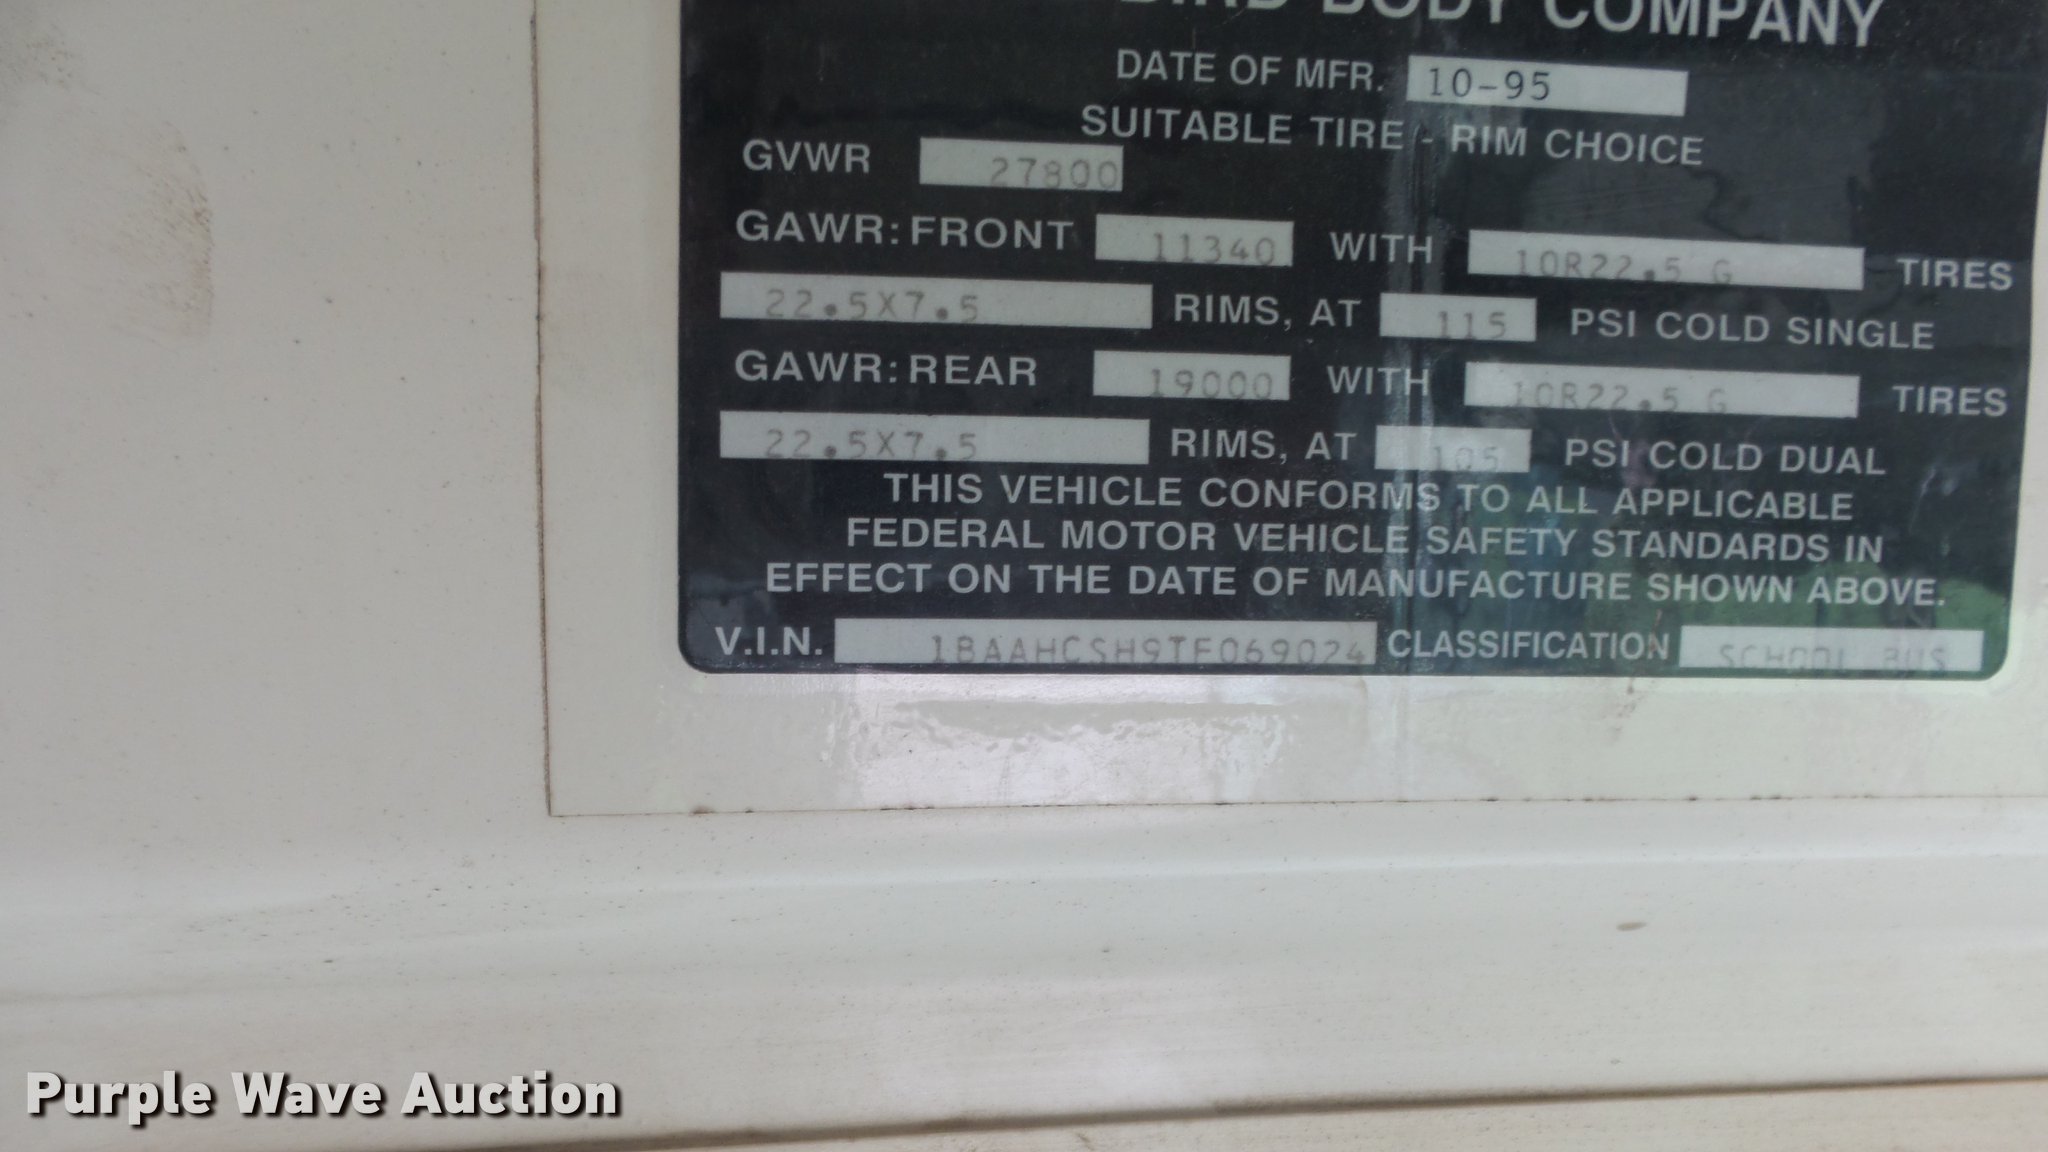 BIRD BODY COMPANY
DATE OF MFR. 10-95
SUITABLE TIRE - RIM CHOICE
GVWR 27800
GAWR: FRONT 11340 WITH 10R22.5 G TIRES
22.5X7.5 RIMS, AT 115 PSI COLD SINGLE
GAWR: REAR 19000 WITH 10R22.5 G TIRES
22.5X7.5 RIMS, AT 105 PSI COLD DUAL
THIS VEHICLE CONFORMS TO ALL APPLICABLE
FEDERAL MOTOR VEHICLE SAFETY STANDARDS IN
EFFECT ON THE DATE OF MANUFACTURE SHOWN ABOVE.
V.I.N. 1BAAHCSH9TF069024 CLASSIFICATION SCHOOL BUS
Purple Wave Auction